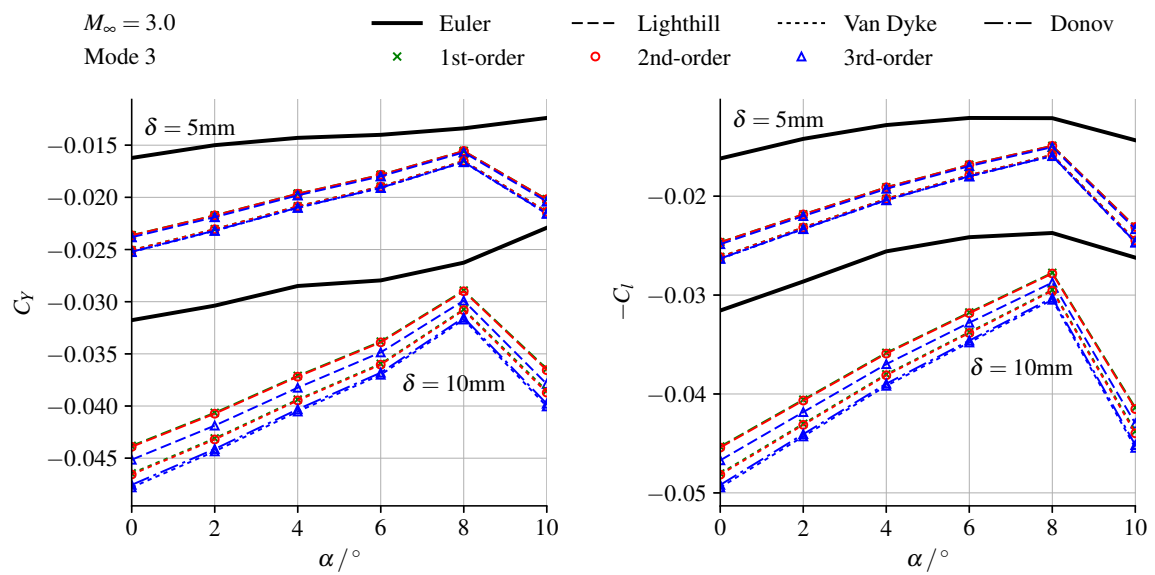 M∞ = 3.0 Euler Lighthill Van Dyke Donov
Mode 3 1st-order 2nd-order 3rd-order
δ = 5mm
δ = 10mm
−0.015
−0.020
−0.025
−0.030
−0.035
−0.040
−0.045
C_Y
0 2 4 6 8 10
α/°
δ = 5mm
δ = 10mm
−0.02
−0.03
−0.04
−0.05
−C_l
0 2 4 6 8 10
α/°